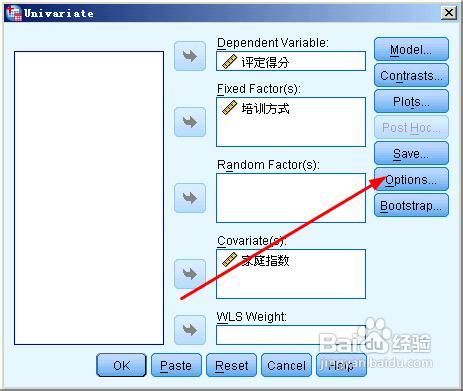 Univariate
Dependent Variable:
评定得分
Fixed Factor(s):
培训方式
Random Factor(s):
Covariate(s):
家庭指数
WLS Weight:
Model...
Contrasts...
Plots...
Post Hoc...
Save...
Options...
Bootstrap...
OK
Paste
Reset
Cancel
Help
Baidu 经验
jingyan.baidu.com